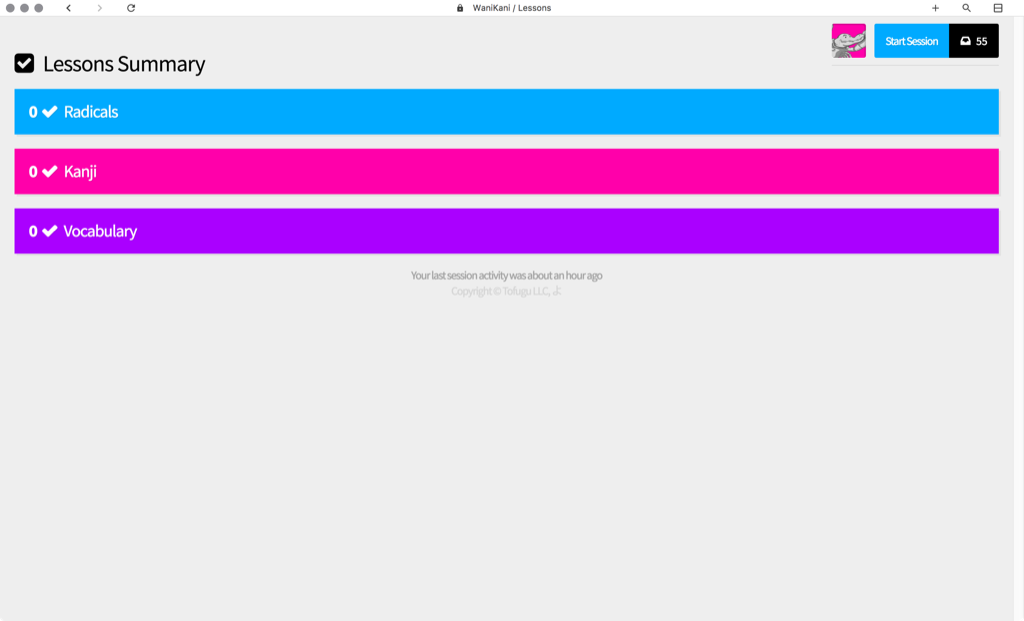 WaniKani / Lessons
Start Session 55
Lessons Summary
0 Radicals
0 Kanji
0 Vocabulary
Your last session activity was about an hour ago
Copyright © Tofugu LLC, よ